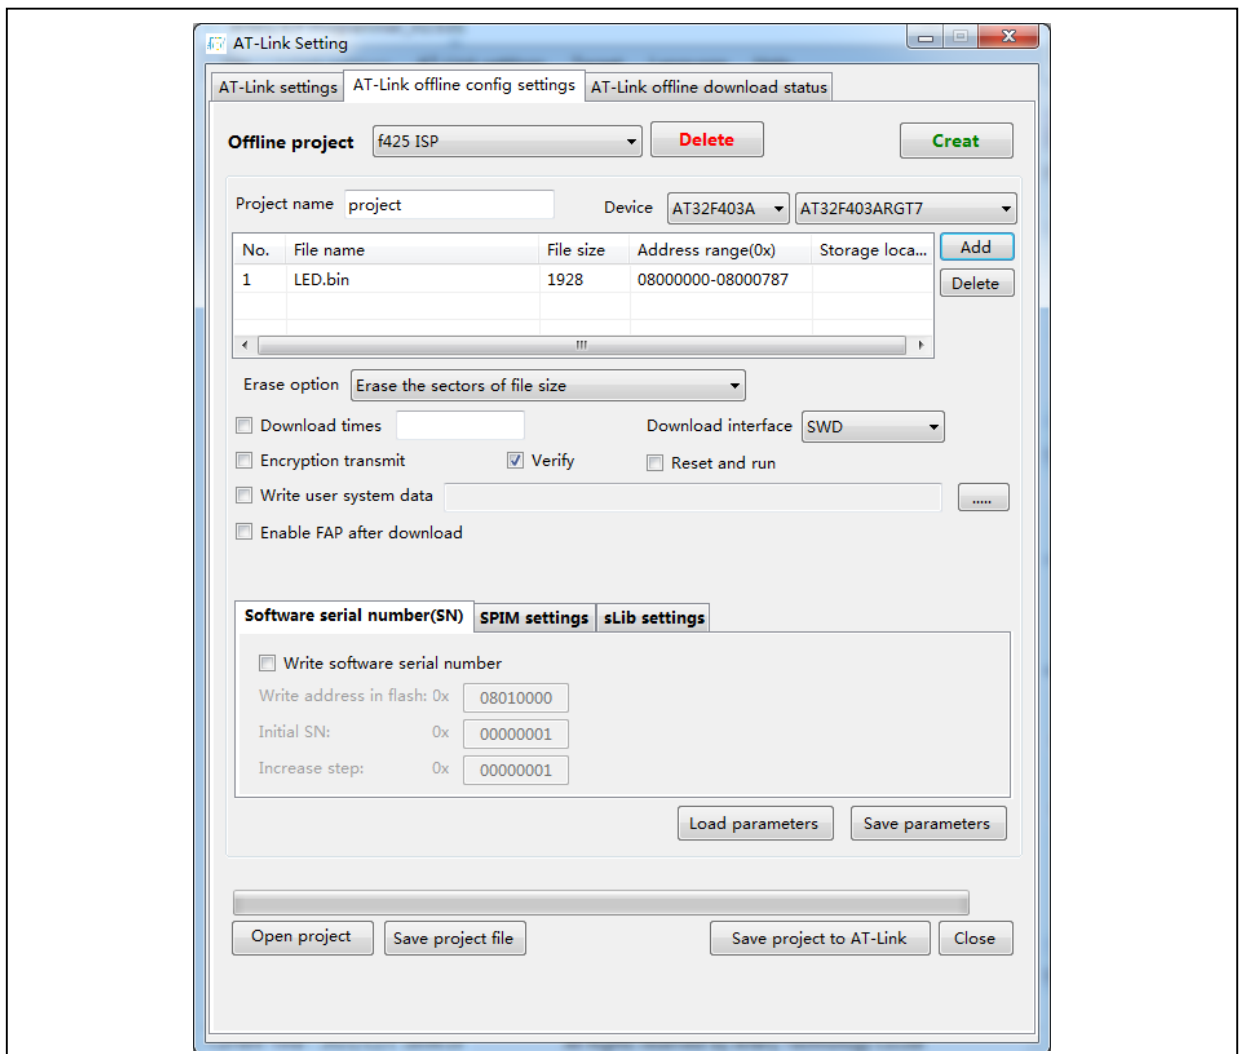 AT-Link Setting
AT-Link settings AT-Link offline config settings AT-Link offline download status
Offline project f425 ISP Delete Creat
Project name project Device AT32F403A AT32F403ARGT7
No. File name File size Address range(0x) Storage loca... Add
1 LED.bin 1928 08000000-08000787 Delete
Erase option Erase the sectors of file size
Download times Download interface SWD
Encryption transmit Verify Reset and run
Write user system data .....
Enable FAP after download
Software serial number(SN) SPIM settings sLib settings
Write software serial number
Write address in flash: 0x 08010000
Initial SN: 0x 00000001
Increase step: 0x 00000001
Load parameters Save parameters
Open project Save project file Save project to AT-Link Close